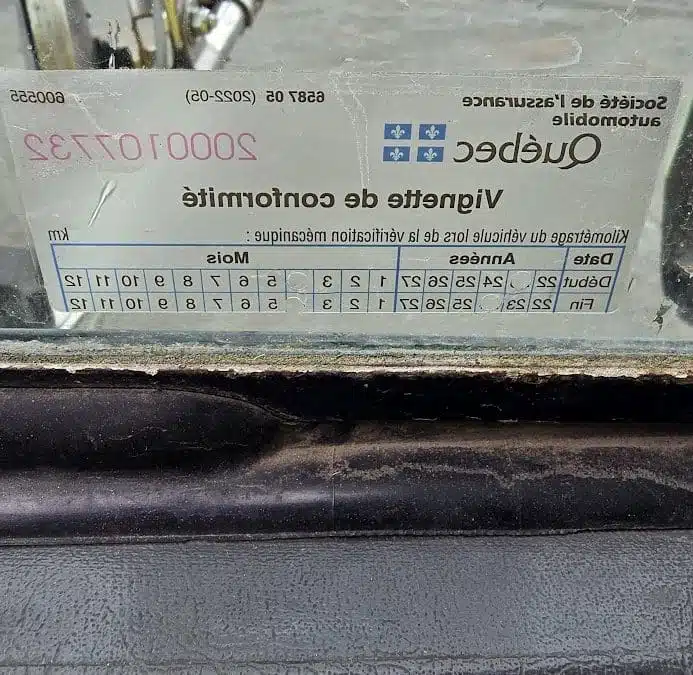 Société de l'assurance
automobile
6587 05 (2022-05)
600555
Québec
2000107732
Vignette de conformité
Kilométrage du véhicule lors de la vérification mécanique : km
Date Années Mois
Début 22 24 25 26 27 1 2 3 5 6 7 8 9 10 11 12
Fin 22 23 25 26 27 1 2 3 5 6 7 8 9 10 11 12